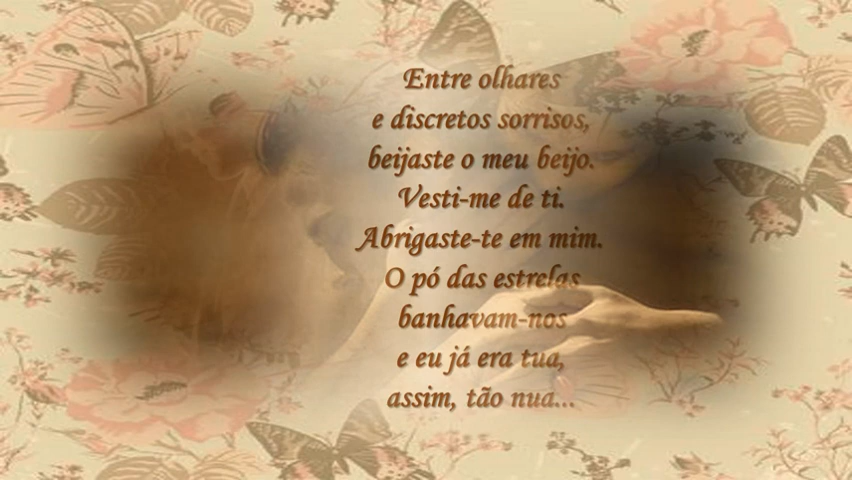 Entre olhares
e discretos sorrisos,
beijaste o meu beijo.
Vesti-me de ti.
Abrigaste-te em mim.
O pó das estrelas
banhavam-nos
e eu já era tua,
assim, tão nua...